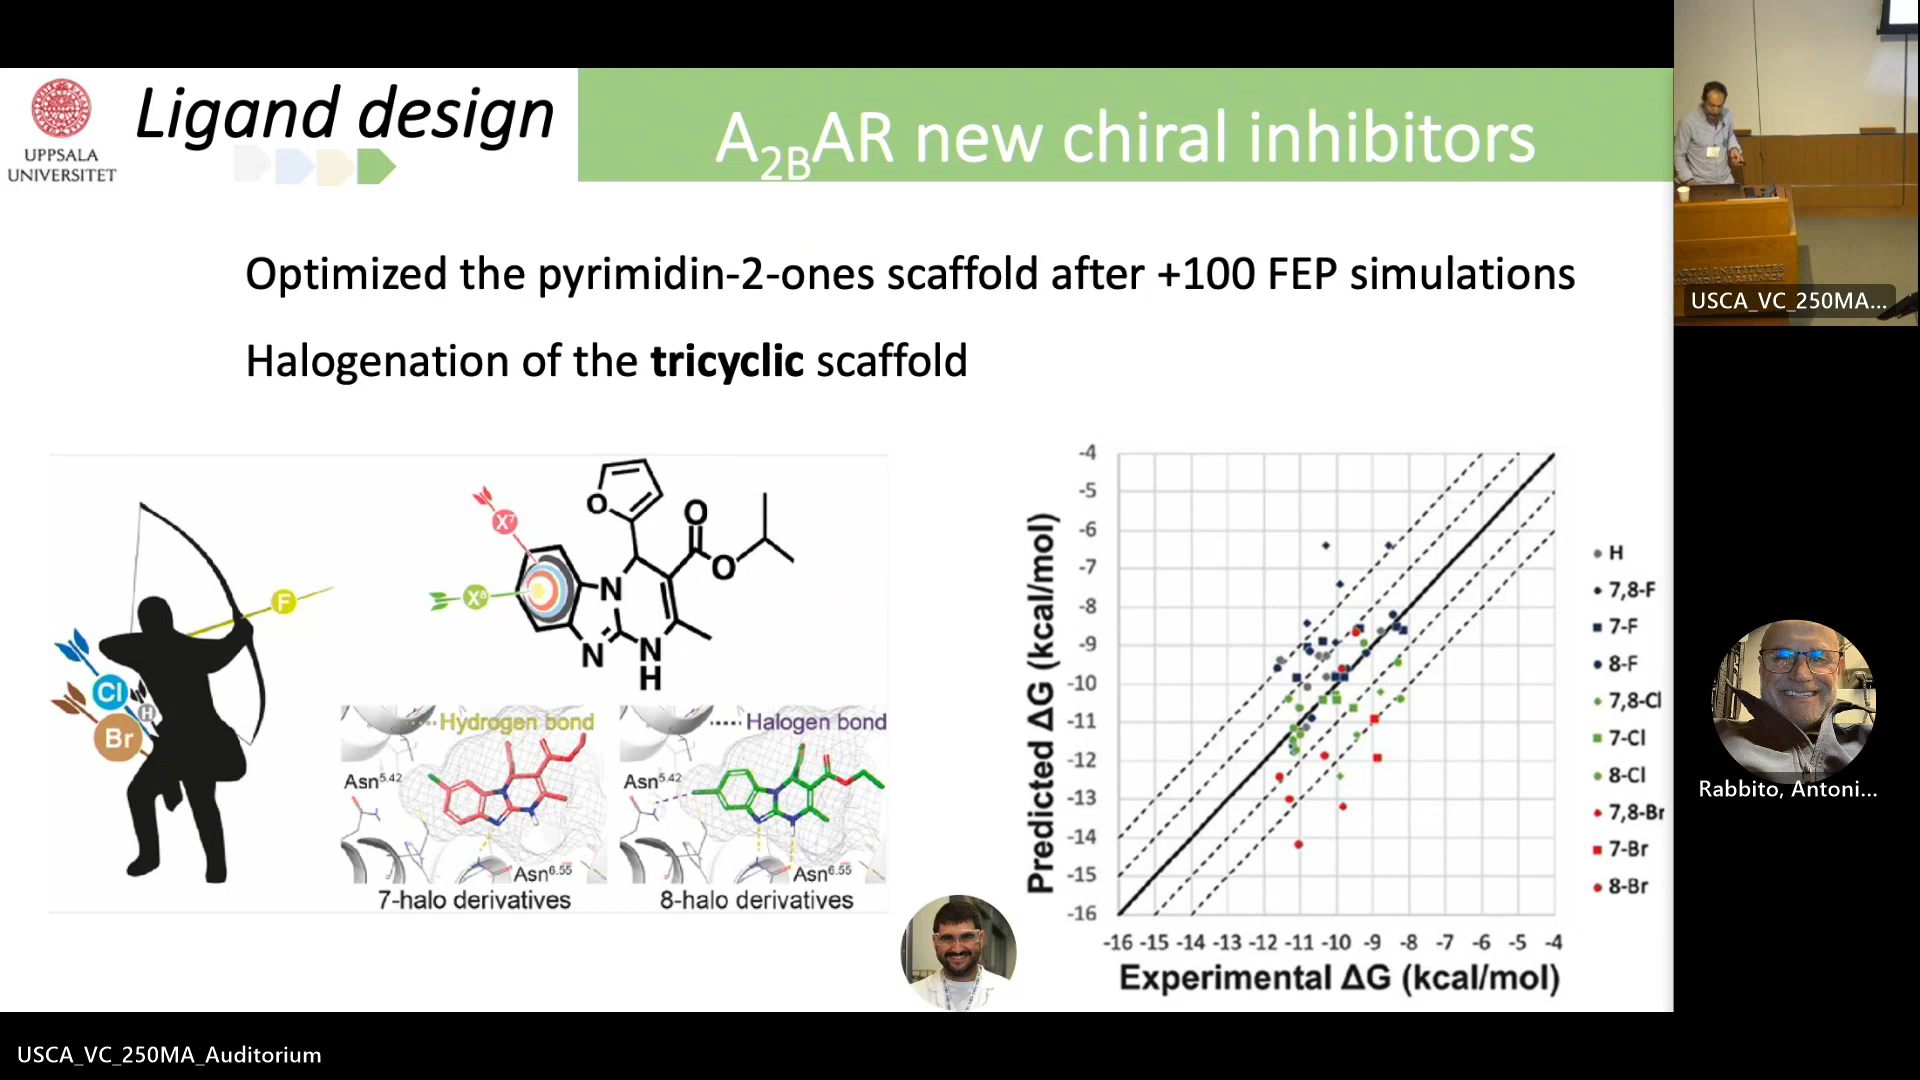 UPPSALA
UNIVERSITET
Ligand design
A2BAR new chiral inhibitors
Optimized the pyrimidin-2-ones scaffold after +100 FEP simulations
Halogenation of the tricyclic scaffold
F
Cl
H
Br
X7
X8
O
O
O
N
N
N
H
Hydrogen bond
Asn5.42
Asn6.55
7-halo derivatives
Halogen bond
Asn5.42
Asn6.55
8-halo derivatives
Predicted ΔG (kcal/mol)
-4
-5
-6
-7
-8
-9
-10
-11
-12
-13
-14
-15
-16
-16 -15 -14 -13 -12 -11 -10 -9 -8 -7 -6 -5 -4
Experimental ΔG (kcal/mol)
H
7,8-F
7-F
8-F
7,8-Cl
7-Cl
8-Cl
7,8-Br
7-Br
8-Br
USCA_VC_250MA...
Rabbito, Antoni...
USCA_VC_250MA_Auditorium